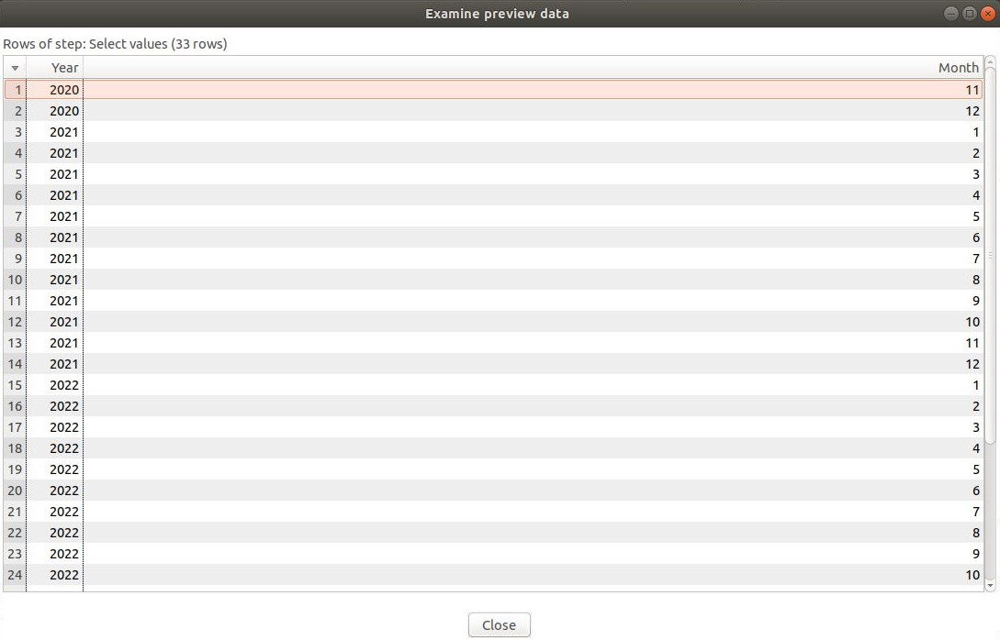 Examine preview data
Rows of step: Select values (33 rows)
Year Month
1 2020 11
2 2020 12
3 2021 1
4 2021 2
5 2021 3
6 2021 4
7 2021 5
8 2021 6
9 2021 7
10 2021 8
11 2021 9
12 2021 10
13 2021 11
14 2021 12
15 2022 1
16 2022 2
17 2022 3
18 2022 4
19 2022 5
20 2022 6
21 2022 7
22 2022 8
23 2022 9
24 2022 10
Close